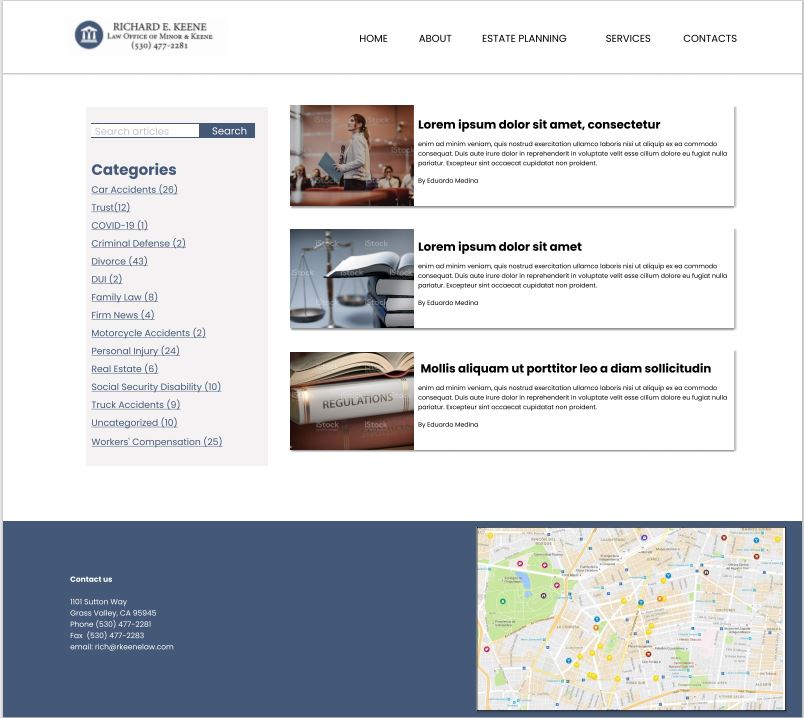 RICHARD E. KEENE
LAW OFFICE OF MINOR & KEENE
(530) 477-2281
HOME ABOUT ESTATE PLANNING SERVICES CONTACTS
Search articles Search
Categories
Car Accidents (26)
Trust(12)
COVID-19 (1)
Criminal Defense (2)
Divorce (43)
DUI (2)
Family Law (8)
Firm News (4)
Motorcycle Accidents (2)
Personal Injury (24)
Real Estate (6)
Social Security Disability (10)
Truck Accidents (9)
Uncategorized (10)
Workers' Compensation (25)
iStock
Lorem ipsum dolor sit amet, consectetur
enim ad minim veniam, quis nostrud exercitation ullamco laboris nisi ut aliquip ex ea commodo
consequat. Duis aute irure dolor in reprehenderit in voluptate velit esse cillum dolore eu fugiat nulla
pariatur. Excepteur sint occaecat cupidatat non proident.
By Eduardo Medina
iStock iStock
iStock iStock
Lorem ipsum dolor sit amet
enim ad minim veniam, quis nostrud exercitation ullamco laboris nisi ut aliquip ex ea commodo
consequat. Duis aute irure dolor in reprehenderit in voluptate velit esse cillum dolore eu fugiat nulla
pariatur. Excepteur sint occaecat cupidatat non proident.
By Eduardo Medina
REGULATIONS
iStock iStock
Mollis aliquam ut porttitor leo a diam sollicitudin
enim ad minim veniam, quis nostrud exercitation ullamco laboris nisi ut aliquip ex ea commodo
consequat. Duis aute irure dolor in reprehenderit in voluptate velit esse cillum dolore eu fugiat nulla
pariatur. Excepteur sint occaecat cupidatat non proident.
By Eduardo Medina
Contact us
1101 Sutton Way
Grass Valley, CA 95945
Phone (530) 477-2281
Fax (530) 477-2283
email: rich@rkeenelaw.com